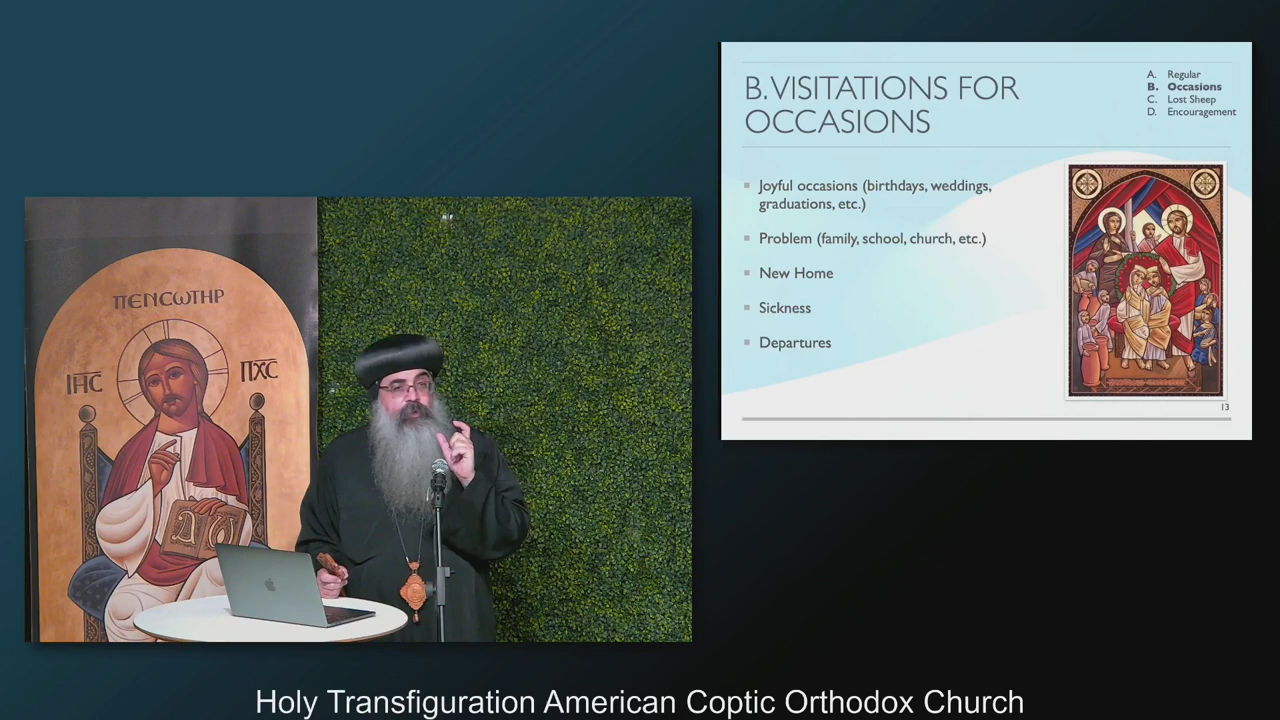 B. VISITATIONS FOR
OCCASIONS
A. Regular
B. Occasions
C. Lost Sheep
D. Encouragement
Joyful occasions (birthdays, weddings,
graduations, etc.)
Problem (family, school, church, etc.)
New Home
Sickness
Departures
13
ⲠⲈⲚⲤⲰⲦⲎⲢ
ⲒⲎⲤ
ⲠⲬⲤ
Ⲁ Ⲱ
Holy Transfiguration American Coptic Orthodox Church